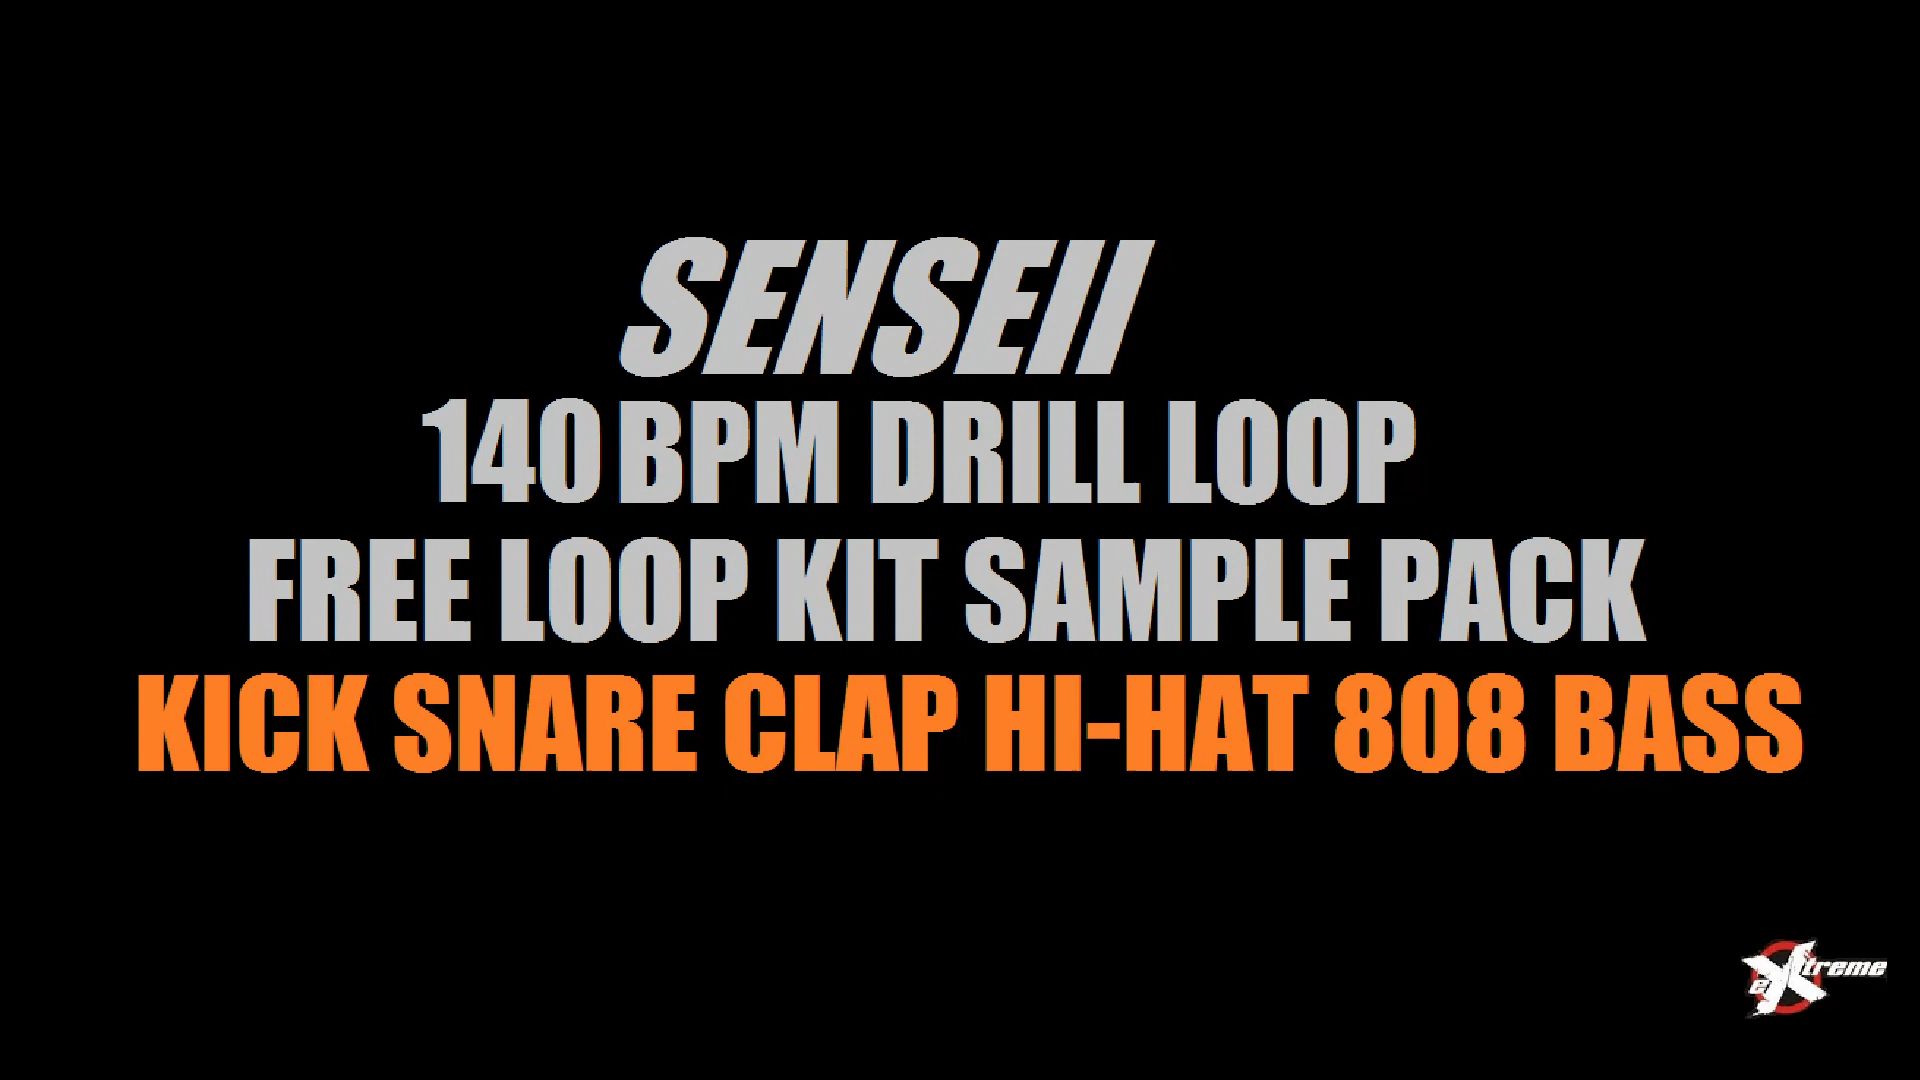 SENSEII
140 BPM DRILL LOOP
FREE LOOP KIT SAMPLE PACK
KICK SNARE CLAP HI-HAT 808 BASS
eXtreme